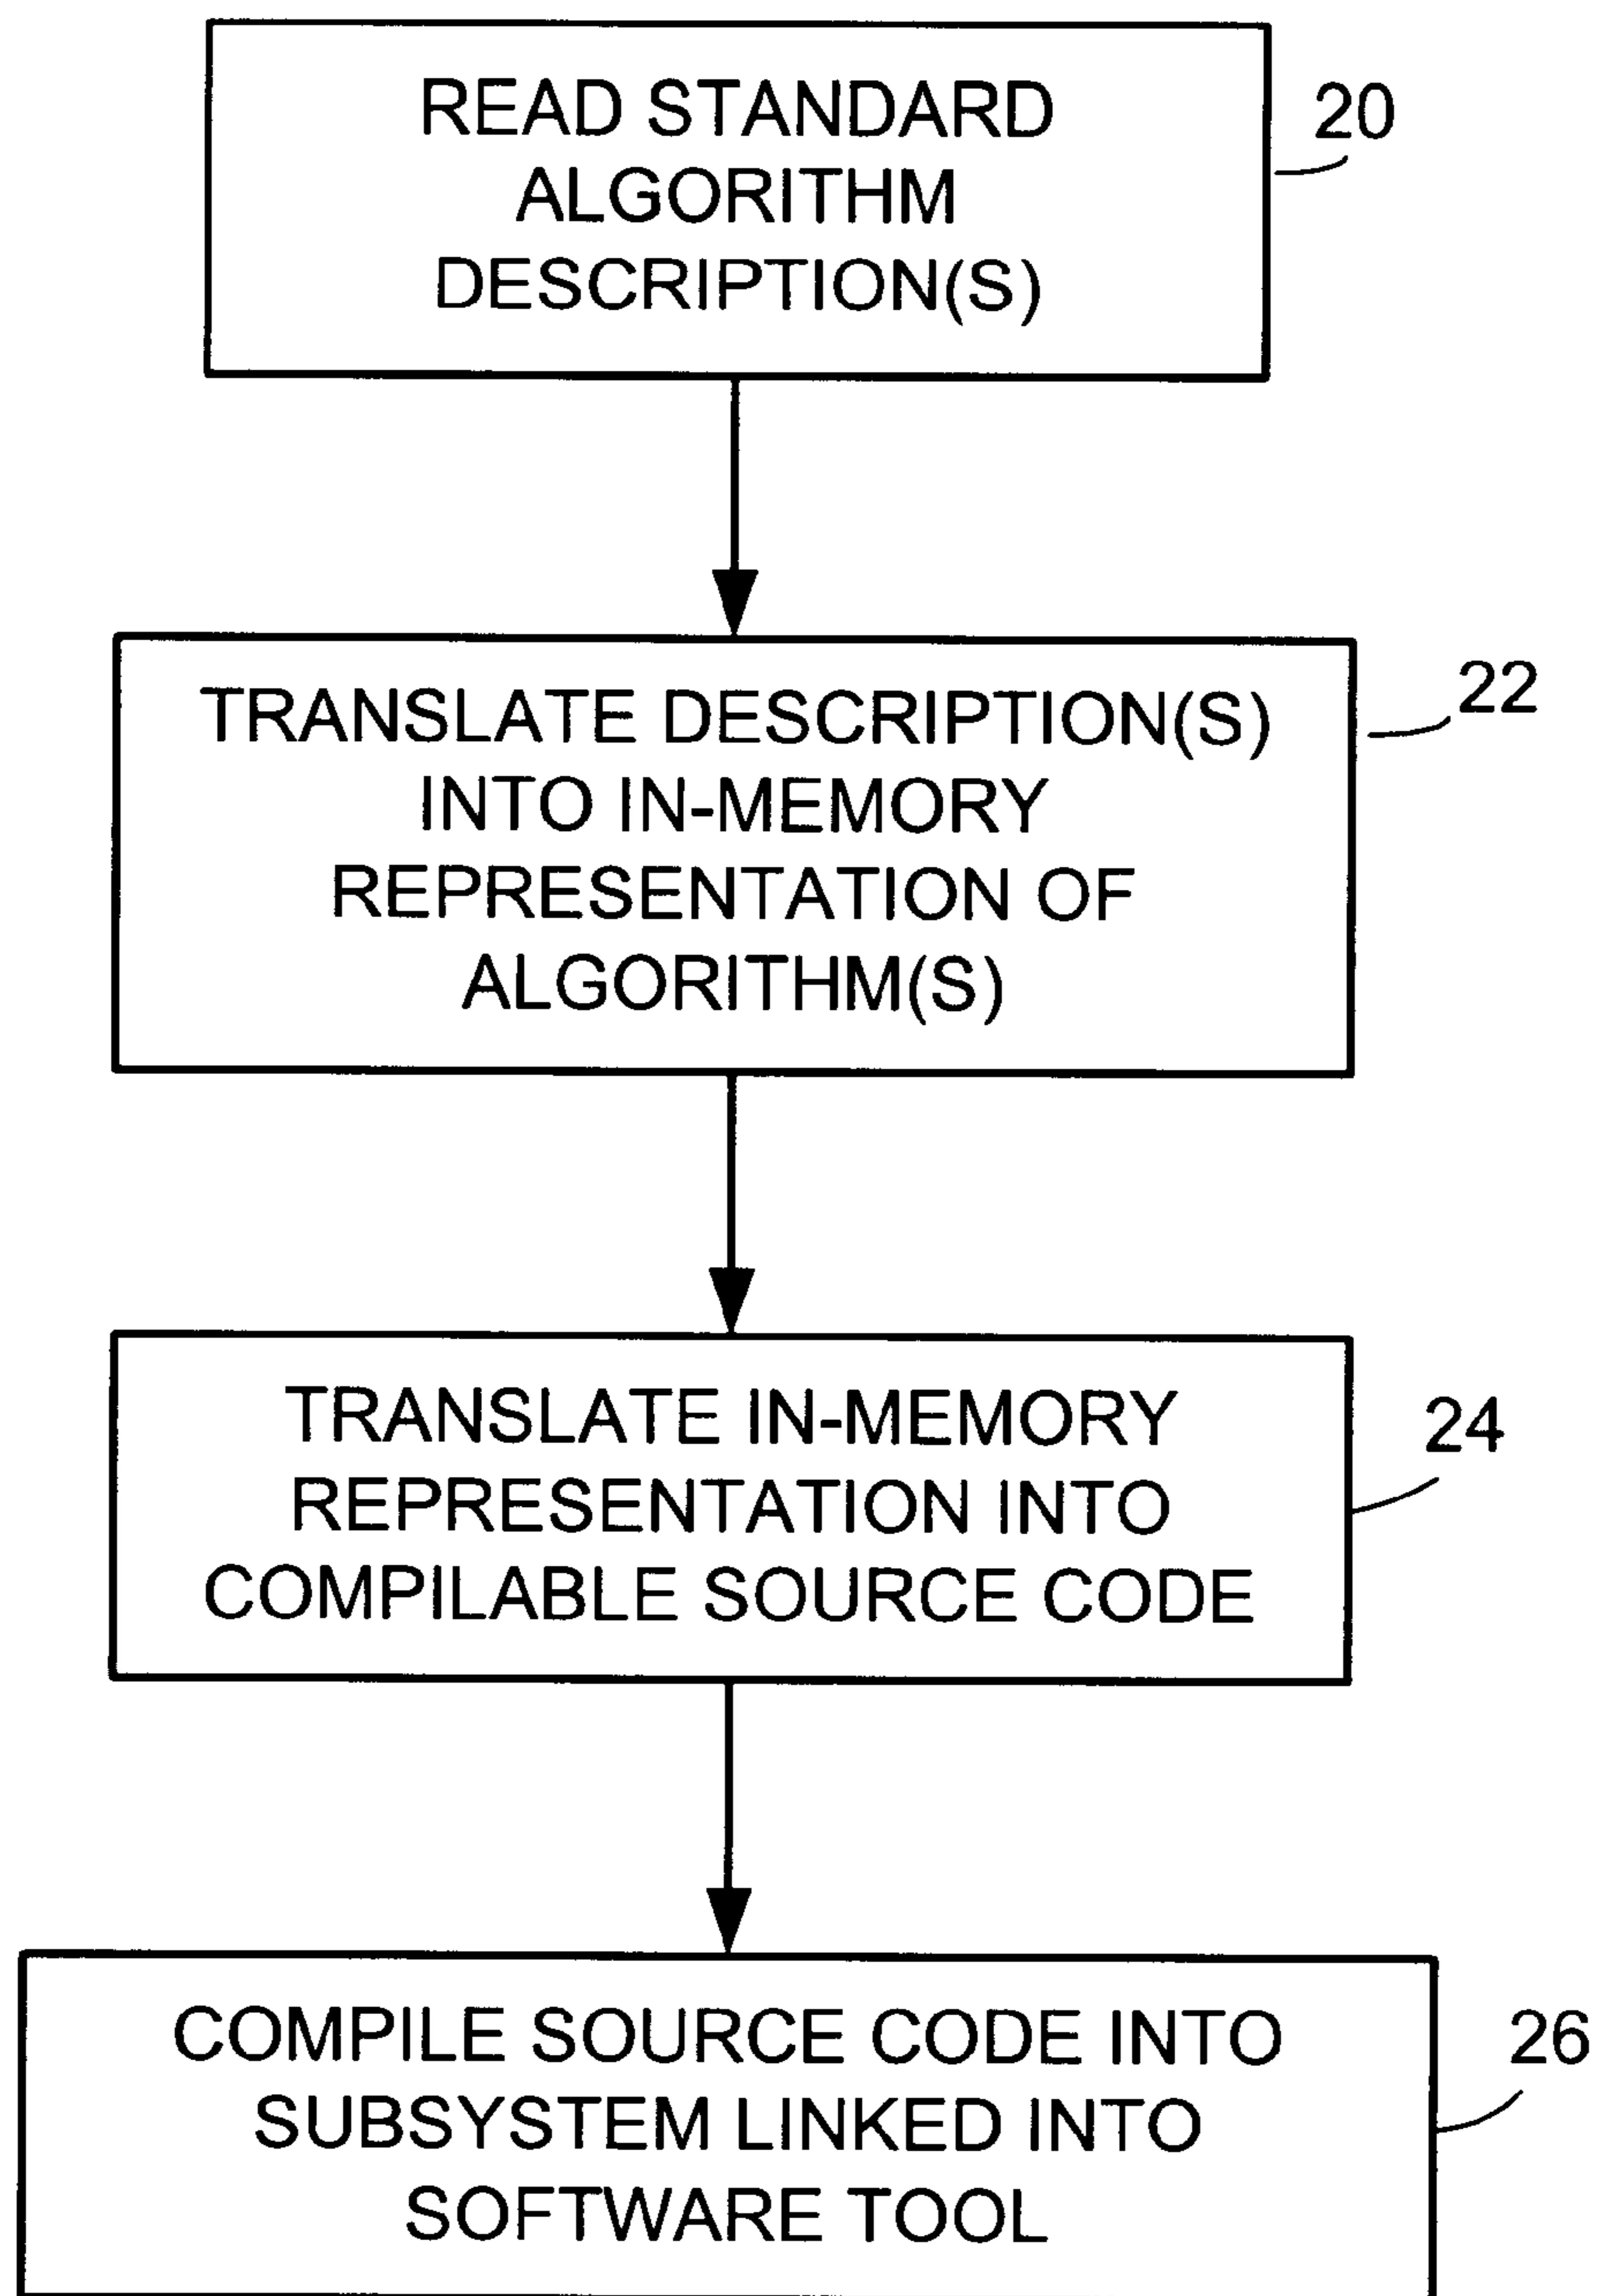 READ STANDARD
ALGORITHM
DESCRIPTION(S)
20
TRANSLATE DESCRIPTION(S)
INTO IN-MEMORY
REPRESENTATION OF
ALGORITHM(S)
22
TRANSLATE IN-MEMORY
REPRESENTATION INTO
COMPILABLE SOURCE CODE
24
COMPILE SOURCE CODE INTO
SUBSYSTEM LINKED INTO
SOFTWARE TOOL
26